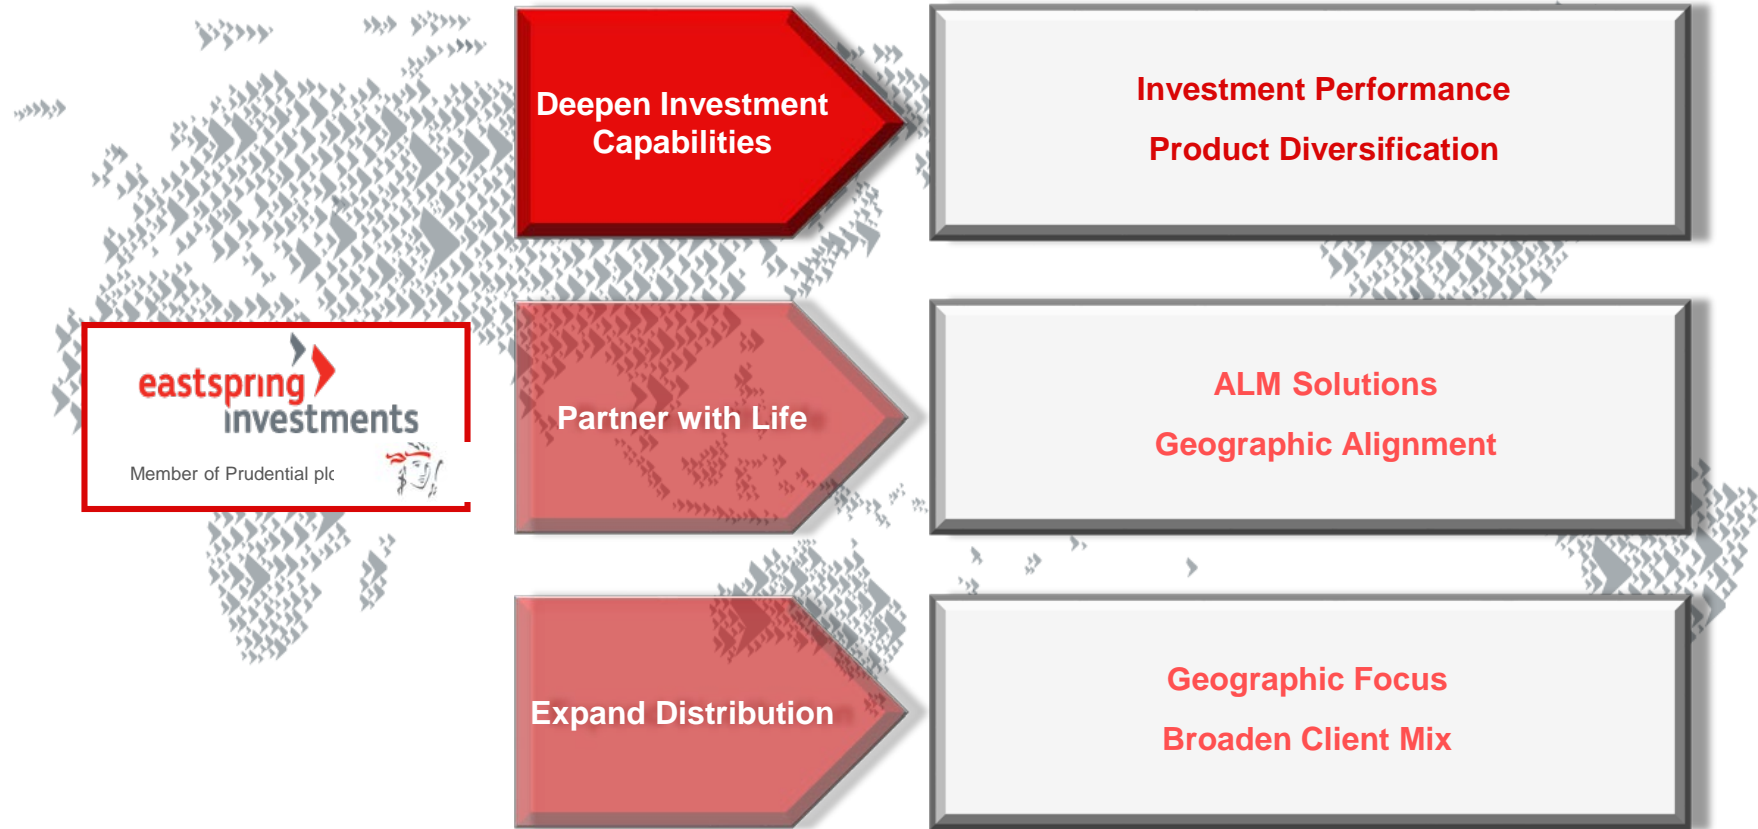 Deepen Investment
Capabilities
Investment Performance
Product Diversification
eastspring
investments
Member of Prudential plc
Partner with Life
ALM Solutions
Geographic Alignment
Expand Distribution
Geographic Focus
Broaden Client Mix